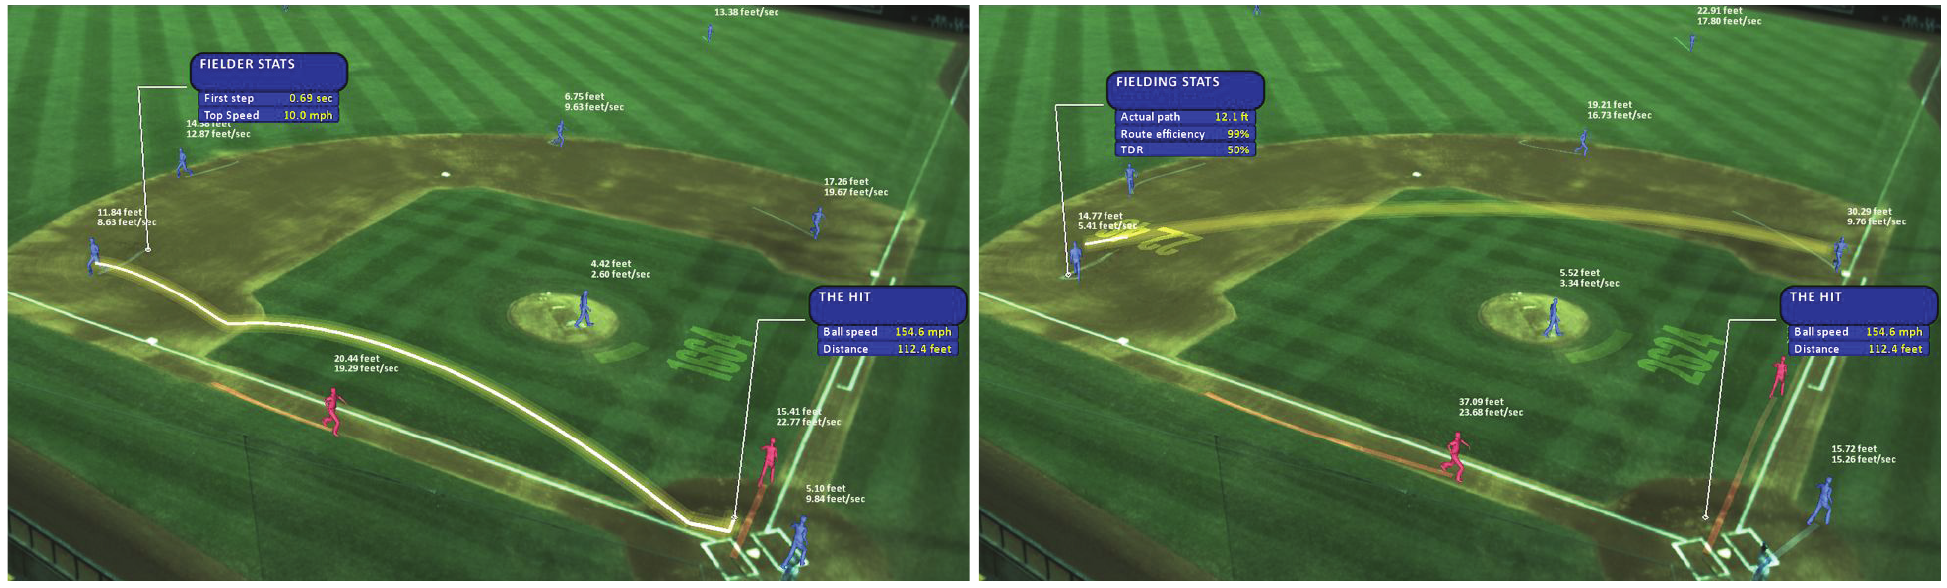 13.38 feet/sec
FIELDER STATS
First step 0.69 sec
Top Speed 10.0 mph
12.87 feet/sec
6.75 feet
9.63 feet/sec
17.26 feet
19.67 feet/sec
11.84 feet
8.63 feet/sec
4.42 feet
2.60 feet/sec
THE HIT
Ball speed 154.6 mph
Distance 112.4 feet
20.44 feet
19.29 feet/sec
15.41 feet
22.77 feet/sec
5.10 feet
9.84 feet/sec
22.91 feet
17.80 feet/sec
FIELDING STATS
Actual path 12.1 ft
Route efficiency 99%
TDR 50%
19.21 feet
16.73 feet/sec
14.77 feet
5.41 feet/sec
30.29 feet
9.76 feet/sec
5.52 feet
3.34 feet/sec
2624
THE HIT
Ball speed 154.6 mph
Distance 112.4 feet
37.09 feet
23.68 feet/sec
15.72 feet
15.26 feet/sec